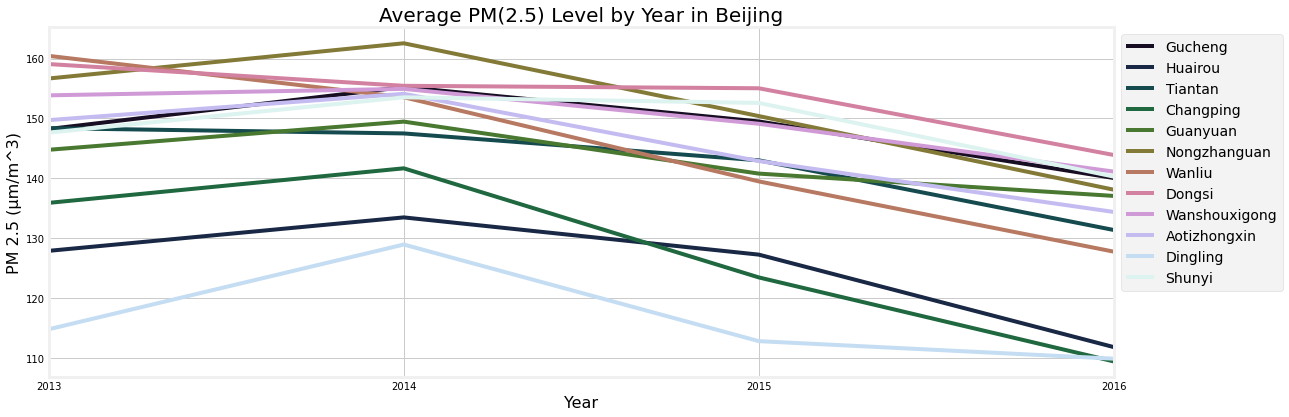 Average PM(2.5) Level by Year in Beijing
PM 2.5 (μm/m^3)
160
150
140
130
120
110
2013
2014
2015
2016
Year
Gucheng
Huairou
Tiantan
Changping
Guanyuan
Nongzhanguan
Wanliu
Dongsi
Wanshouxigong
Aotizhongxin
Dingling
Shunyi